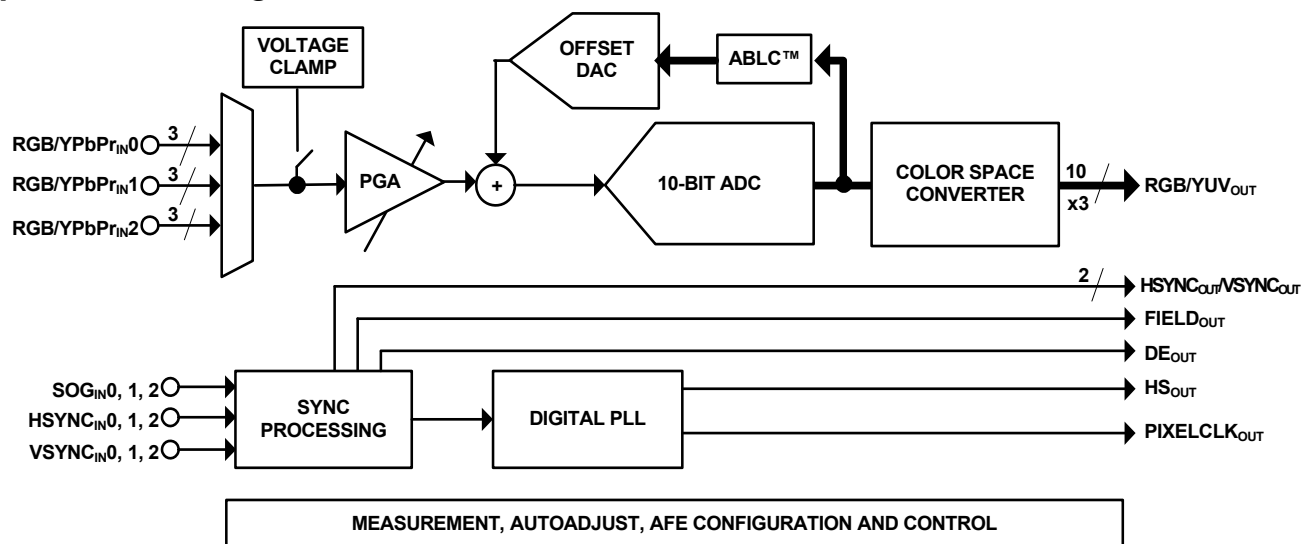 VOLTAGE
CLAMP
OFFSET
DAC
ABLC™
RGB/YPbPrIN0
3
RGB/YPbPrIN1
3
RGB/YPbPrIN2
3
PGA
+
10-BIT ADC
COLOR SPACE
CONVERTER
10
x3
RGB/YUVOUT
2
HSYNCOUT/VSYNCOUT
FIELDOUT
DEOUT
HSOUT
PIXELCLKOUT
SOGIN0, 1, 2
HSYNCIN0, 1, 2
VSYNCIN0, 1, 2
SYNC
PROCESSING
DIGITAL PLL
MEASUREMENT, AUTOADJUST, AFE CONFIGURATION AND CONTROL